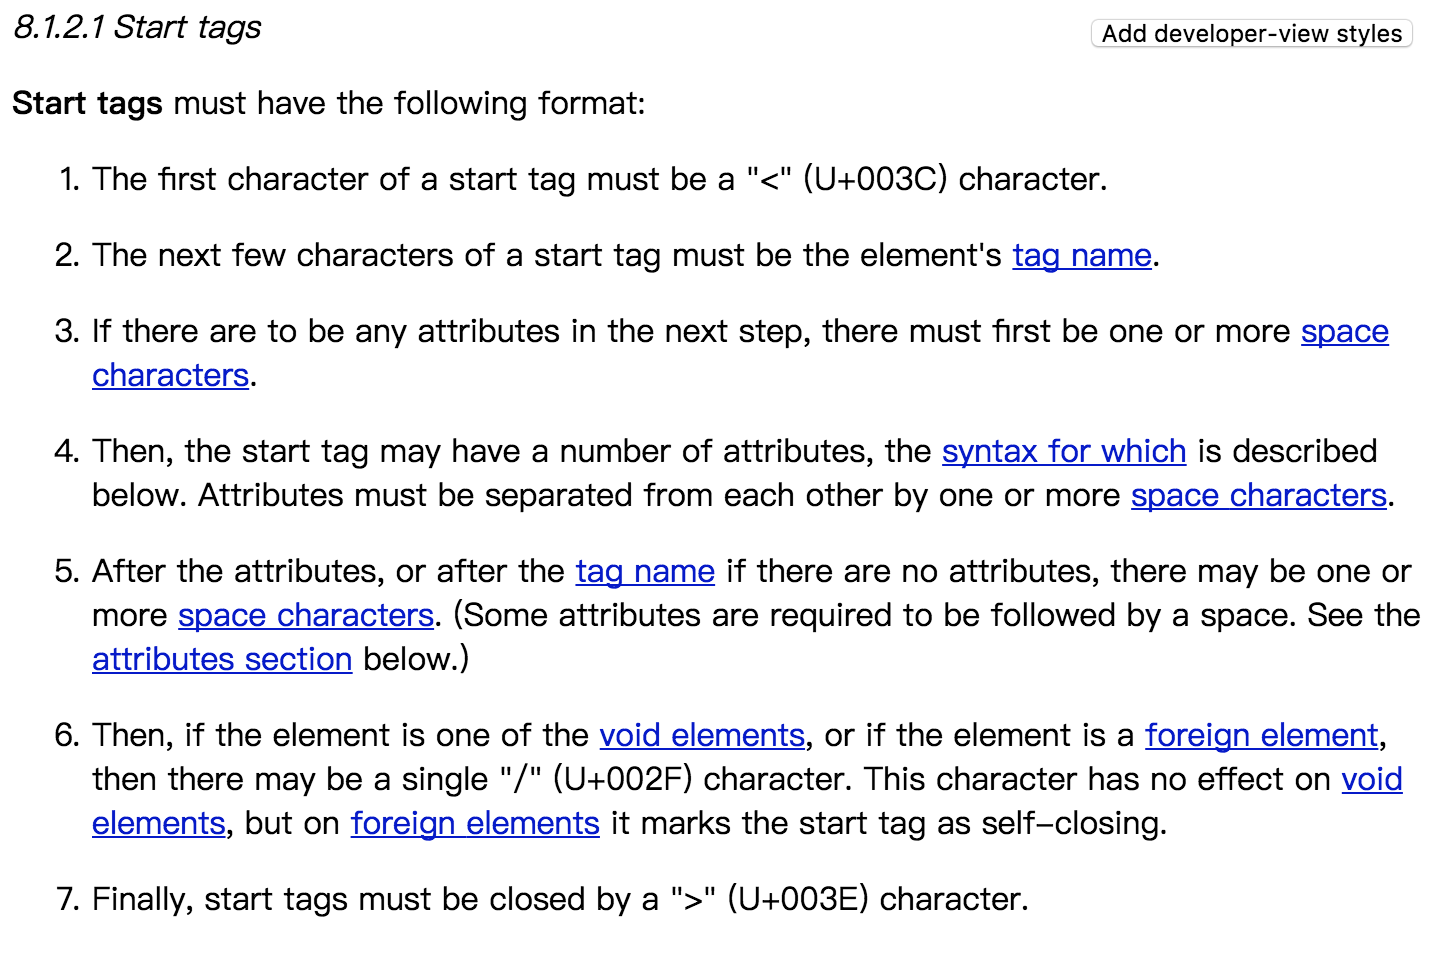 8.1.2.1 Start tags
Add developer-view styles
Start tags must have the following format:
1. The first character of a start tag must be a "<" (U+003C) character.
2. The next few characters of a start tag must be the element's tag name.
3. If there are to be any attributes in the next step, there must first be one or more space
characters.
4. Then, the start tag may have a number of attributes, the syntax for which is described
below. Attributes must be separated from each other by one or more space characters.
5. After the attributes, or after the tag name if there are no attributes, there may be one or
more space characters. (Some attributes are required to be followed by a space. See the
attributes section below.)
6. Then, if the element is one of the void elements, or if the element is a foreign element,
then there may be a single "/" (U+002F) character. This character has no effect on void
elements, but on foreign elements it marks the start tag as self-closing.
7. Finally, start tags must be closed by a ">" (U+003E) character.